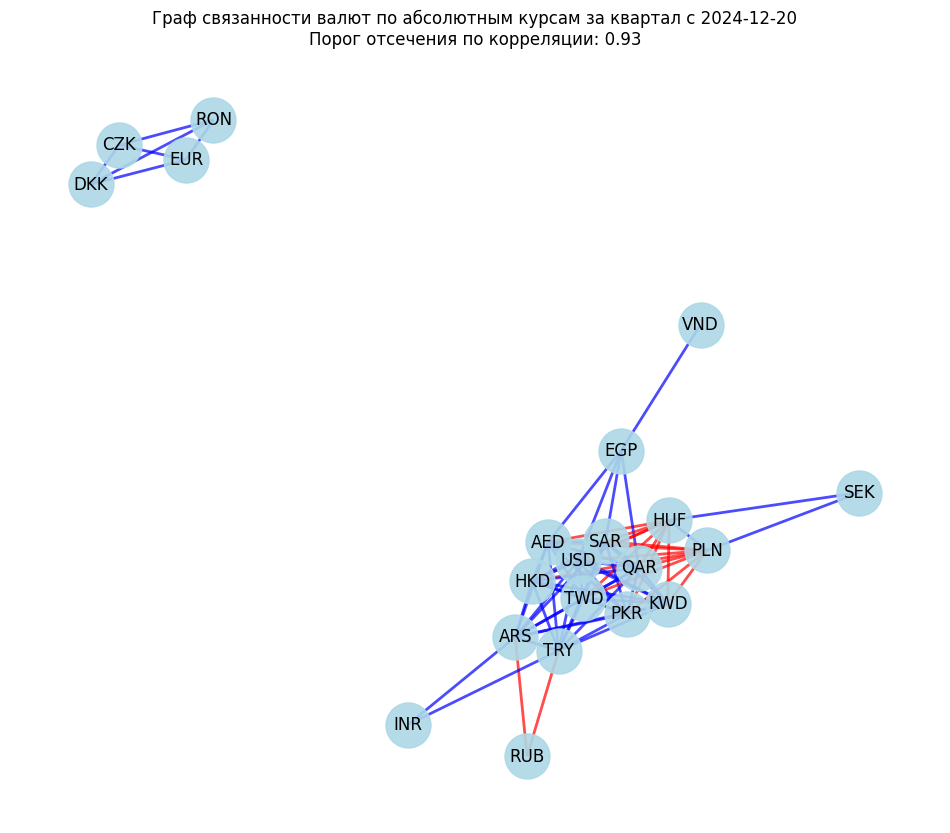 Граф связанности валют по абсолютным курсам за квартал с 2024-12-20
Порог отсечения по корреляции: 0.93
RON
CZK
EUR
DKK
VND
EGP
SEK
HUF
AED
SAR
PLN
USD
QAR
HKD
TWD
KWD
PKR
ARS
TRY
INR
RUB